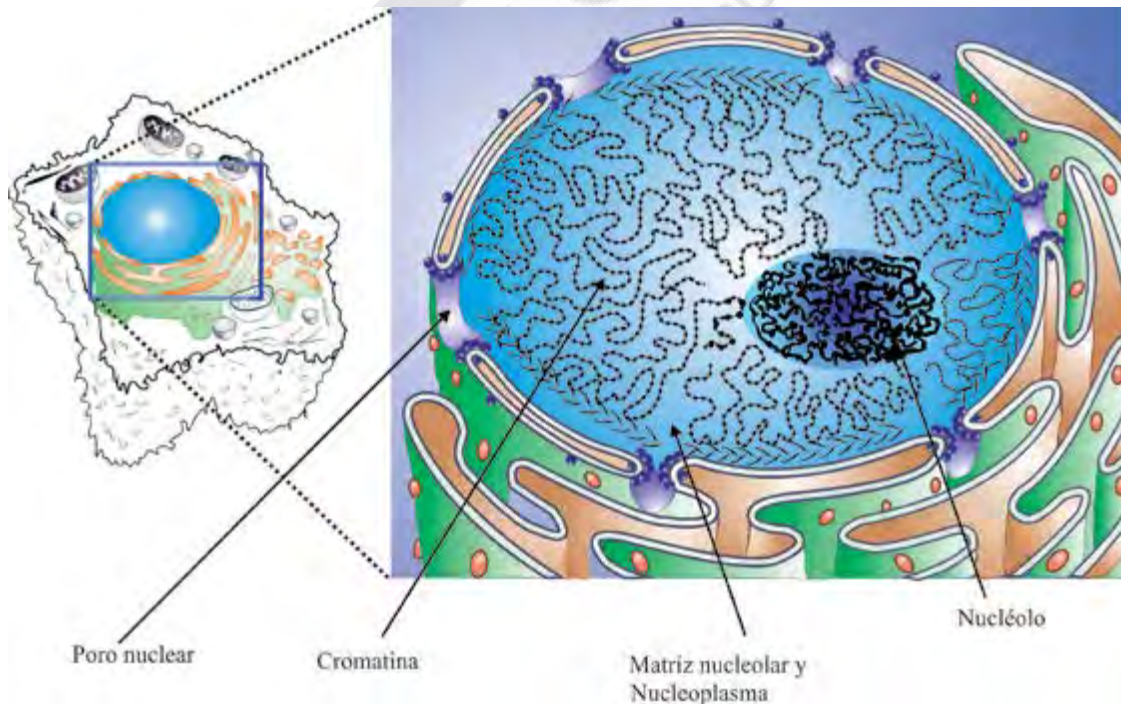 Poro nuclear
Cromatina
Matriz nucleolar y
Nucleoplasma
Nucléolo